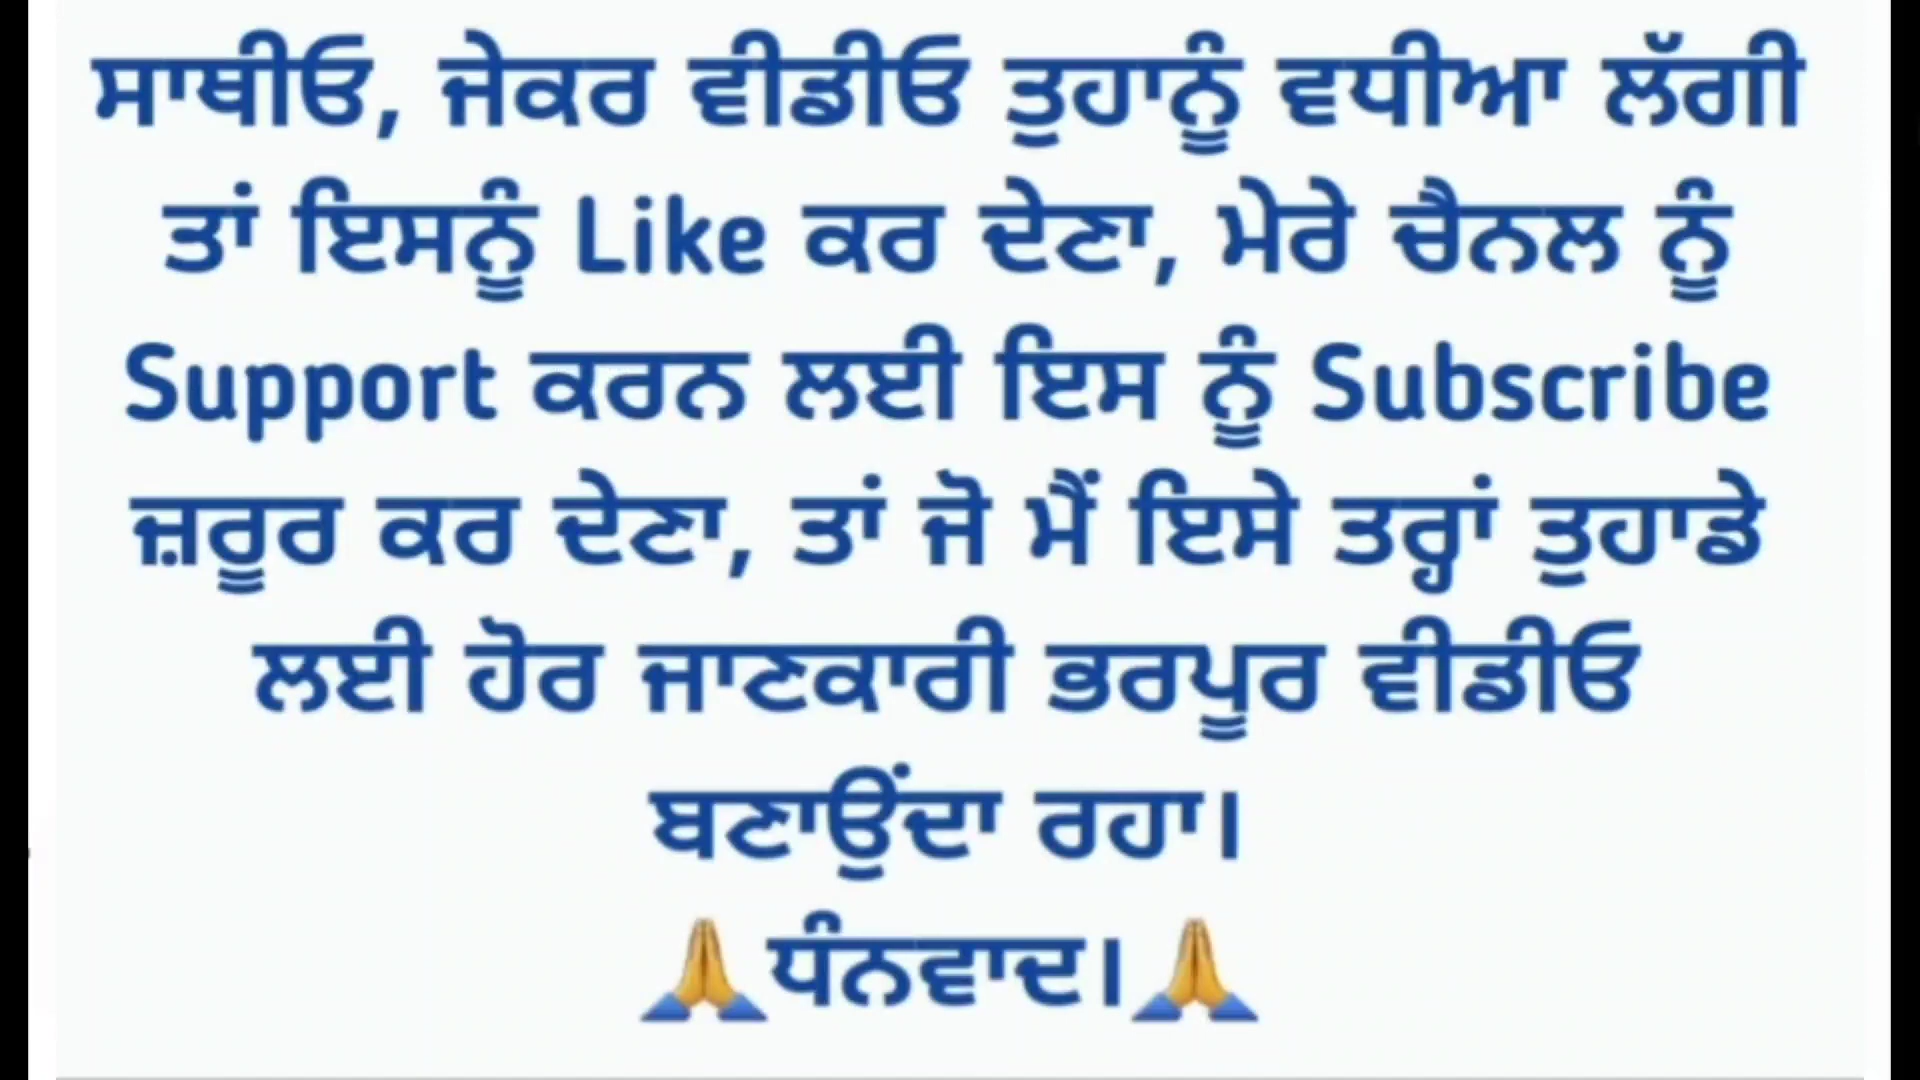 ਸਾਥੀਓ, ਜੇਕਰ ਵੀਡੀਓ ਤੁਹਾਨੂੰ ਵਧੀਆ ਲੱਗੀ
ਤਾਂ ਇਸਨੂੰ Like ਕਰ ਦੇਣਾ, ਮੇਰੇ ਚੈਨਲ ਨੂੰ
Support ਕਰਨ ਲਈ ਇਸ ਨੂੰ Subscribe
ਜ਼ਰੂਰ ਕਰ ਦੇਣਾ, ਤਾਂ ਜੋ ਮੈਂ ਇਸੇ ਤਰ੍ਹਾਂ ਤੁਹਾਡੇ
ਲਈ ਹੋਰ ਜਾਣਕਾਰੀ ਭਰਪੂਰ ਵੀਡੀਓ
ਬਣਾਉਂਦਾ ਰਹਾ।
🙏ਧੰਨਵਾਦ।🙏